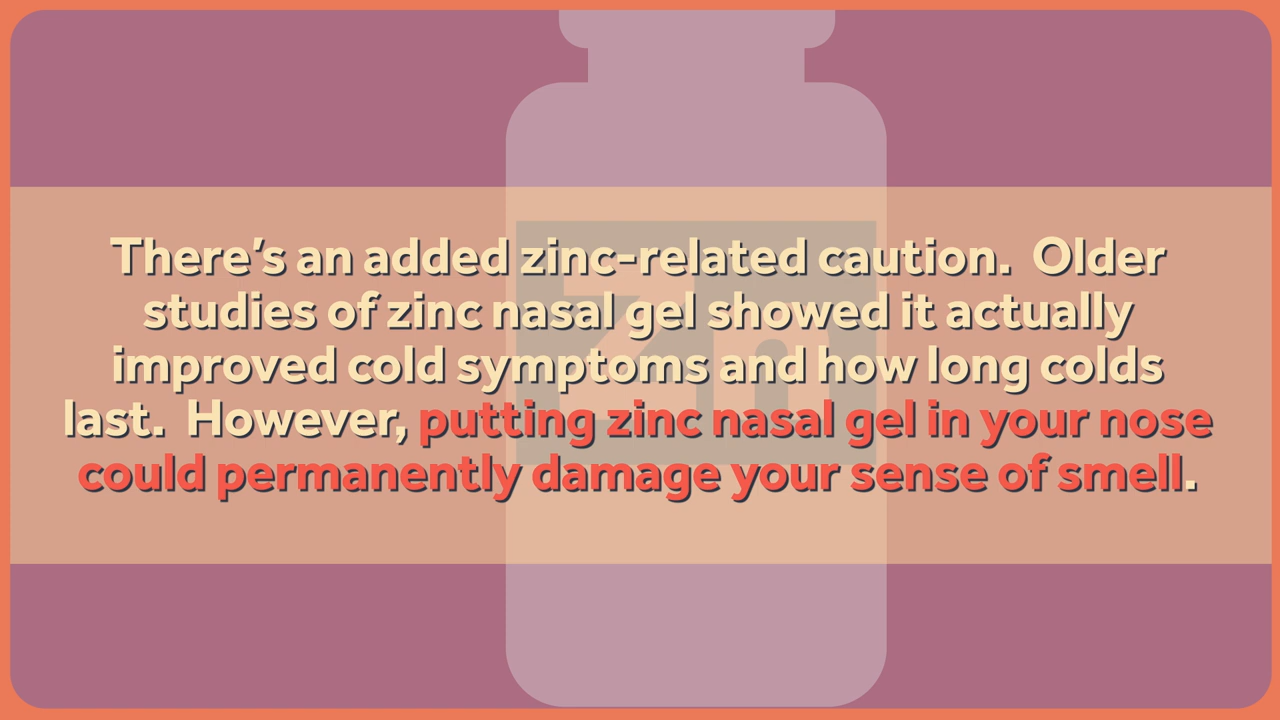 Zn
There's an added zinc-related caution.  Older
studies of zinc nasal gel showed it actually
improved cold symptoms and how long colds
last.  However, putting zinc nasal gel in your nose
could permanently damage your sense of smell.